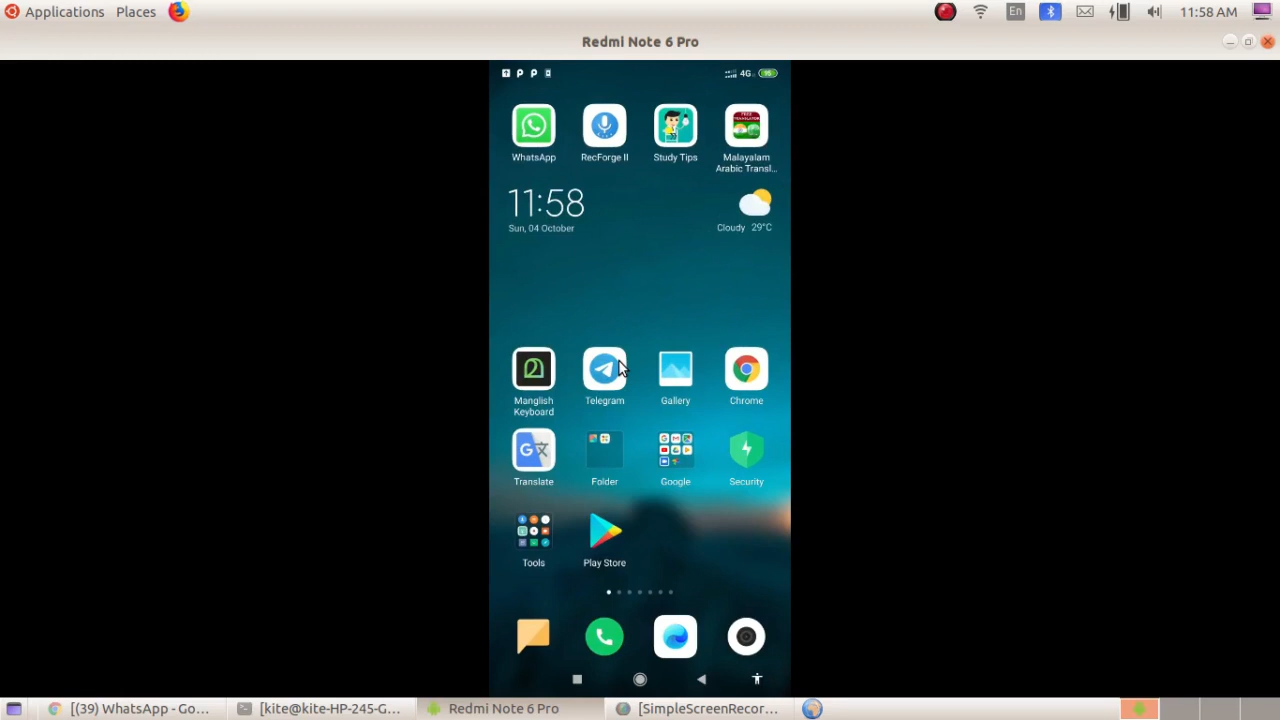 Applications Places En 11:58 AM
Redmi Note 6 Pro
4G
WhatsApp RecForge II Study Tips Malayalam
Arabic Transl...
11:58
Sun, 04 October Cloudy 29°C
Manglish
Keyboard Telegram Gallery Chrome
Translate Folder Google Security
Tools Play Store
[(39) WhatsApp - Go... [kite@kite-HP-245-G... Redmi Note 6 Pro [SimpleScreenRecor...